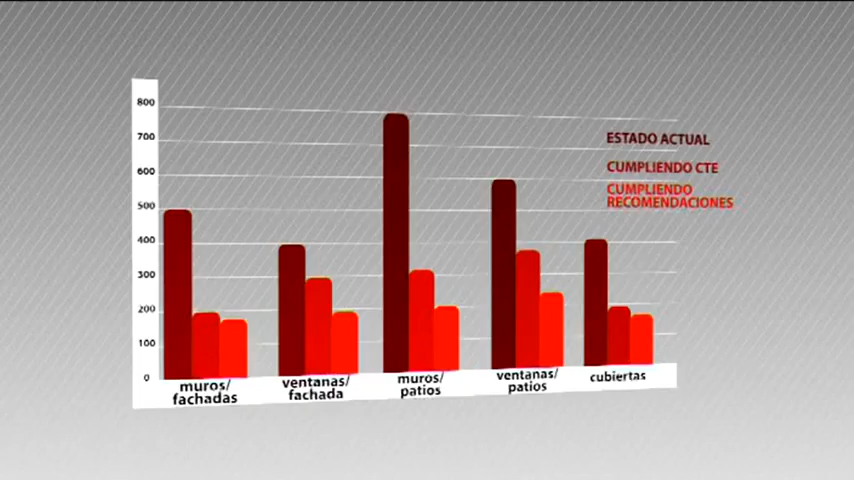 800
700
600
500
400
300
200
100
0
ESTADO ACTUAL
CUMPLIENDO CTE
CUMPLIENDO
RECOMENDACIONES
muros/
fachadas
ventanas/
fachada
muros/
patios
ventanas/
patios
cubiertas